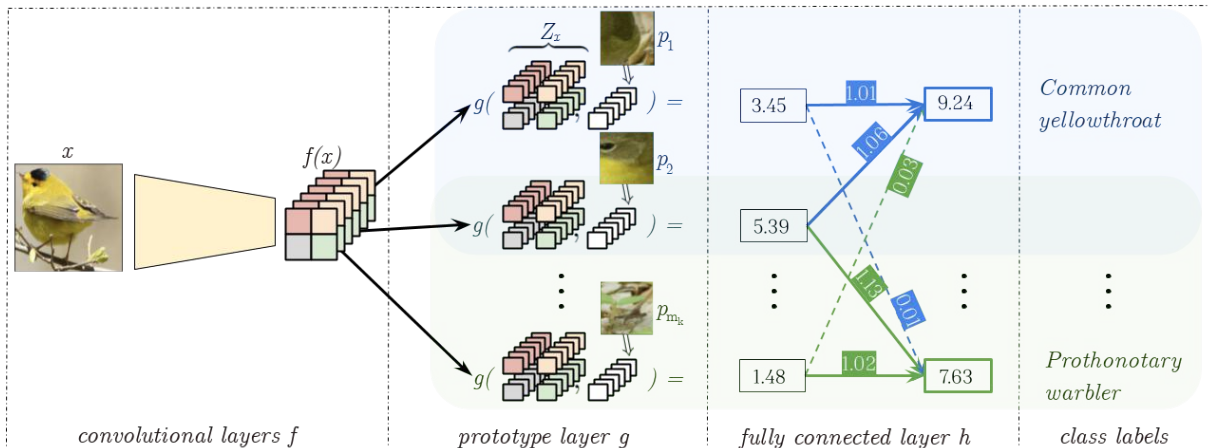 x
f(x)
Z_x
p_1
g( , ) =
p_2
g( , ) =
⋮
p_{m_k}
g( , ) =
3.45
1.01
9.24
1.06
0.03
5.39
⋮
⋮
1.13
0.01
1.48
1.02
7.63
Common
yellowthroat
⋮
Prothonotary
warbler
convolutional layers f
prototype layer g
fully connected layer h
class labels